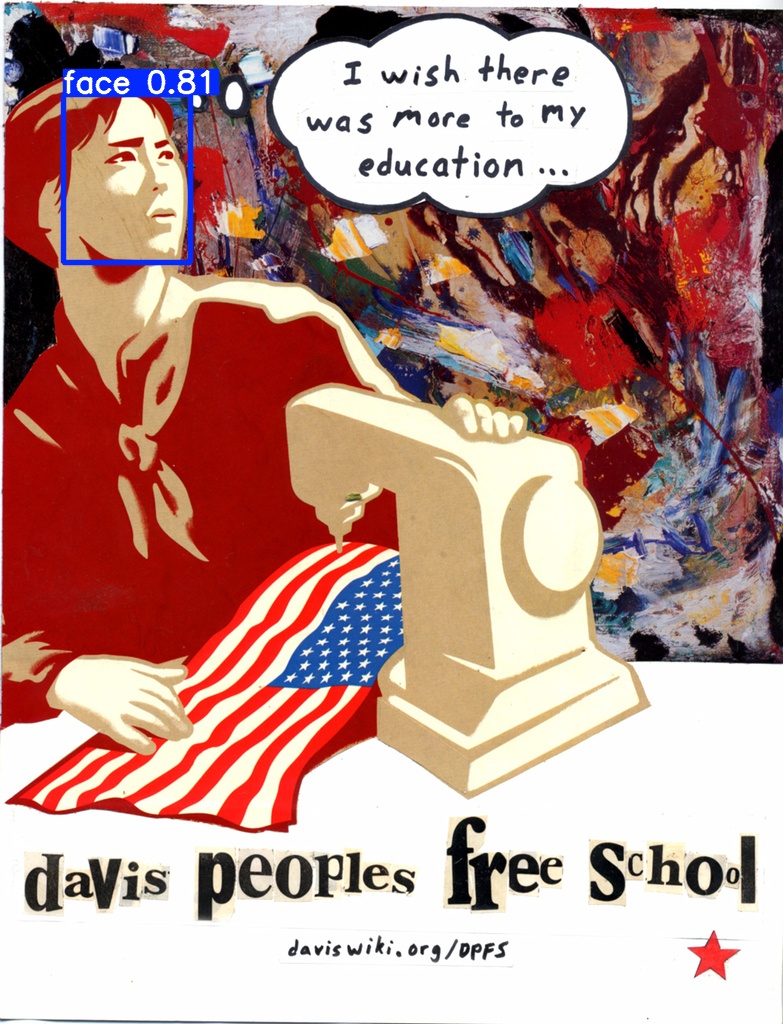 face 0.81
I wish there
was more to my
education...
davis peoples free school
daviswiki.org/DPFS